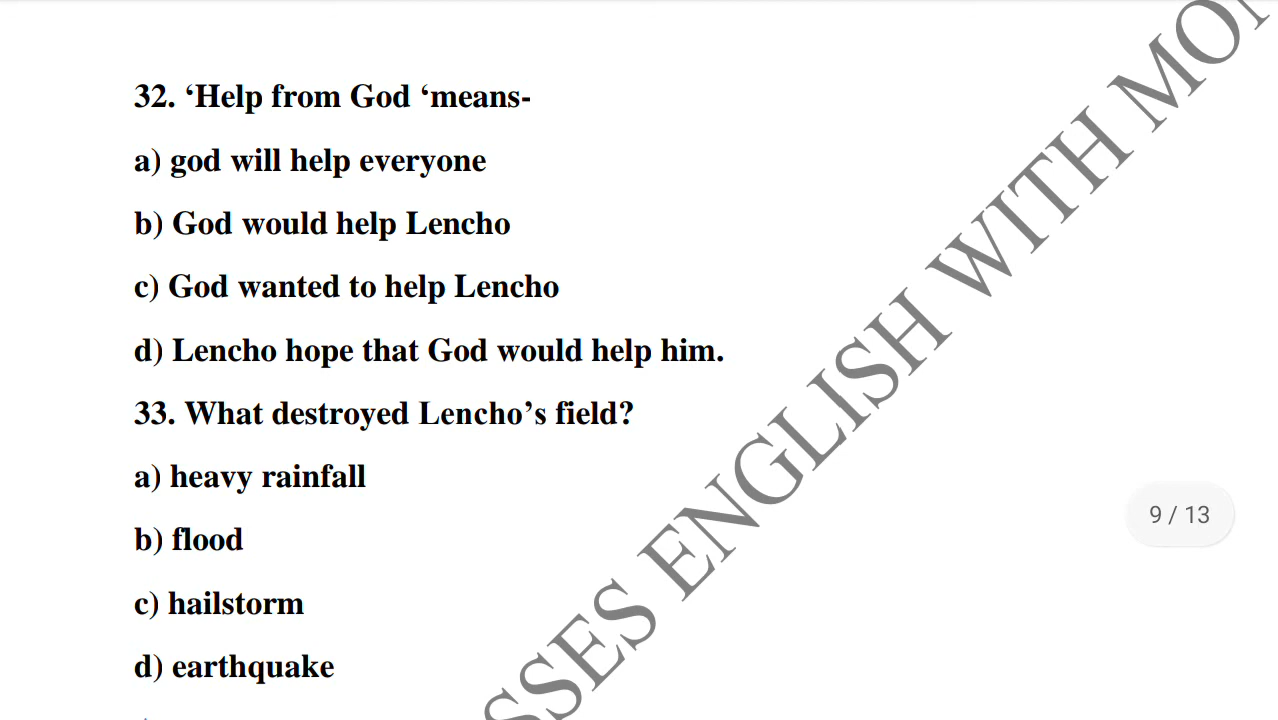 32. ‘Help from God ‘means-
a) god will help everyone
b) God would help Lencho
c) God wanted to help Lencho
d) Lencho hope that God would help him.
33. What destroyed Lencho’s field?
a) heavy rainfall
b) flood
c) hailstorm
d) earthquake
9 / 13
ENGLISH WITH